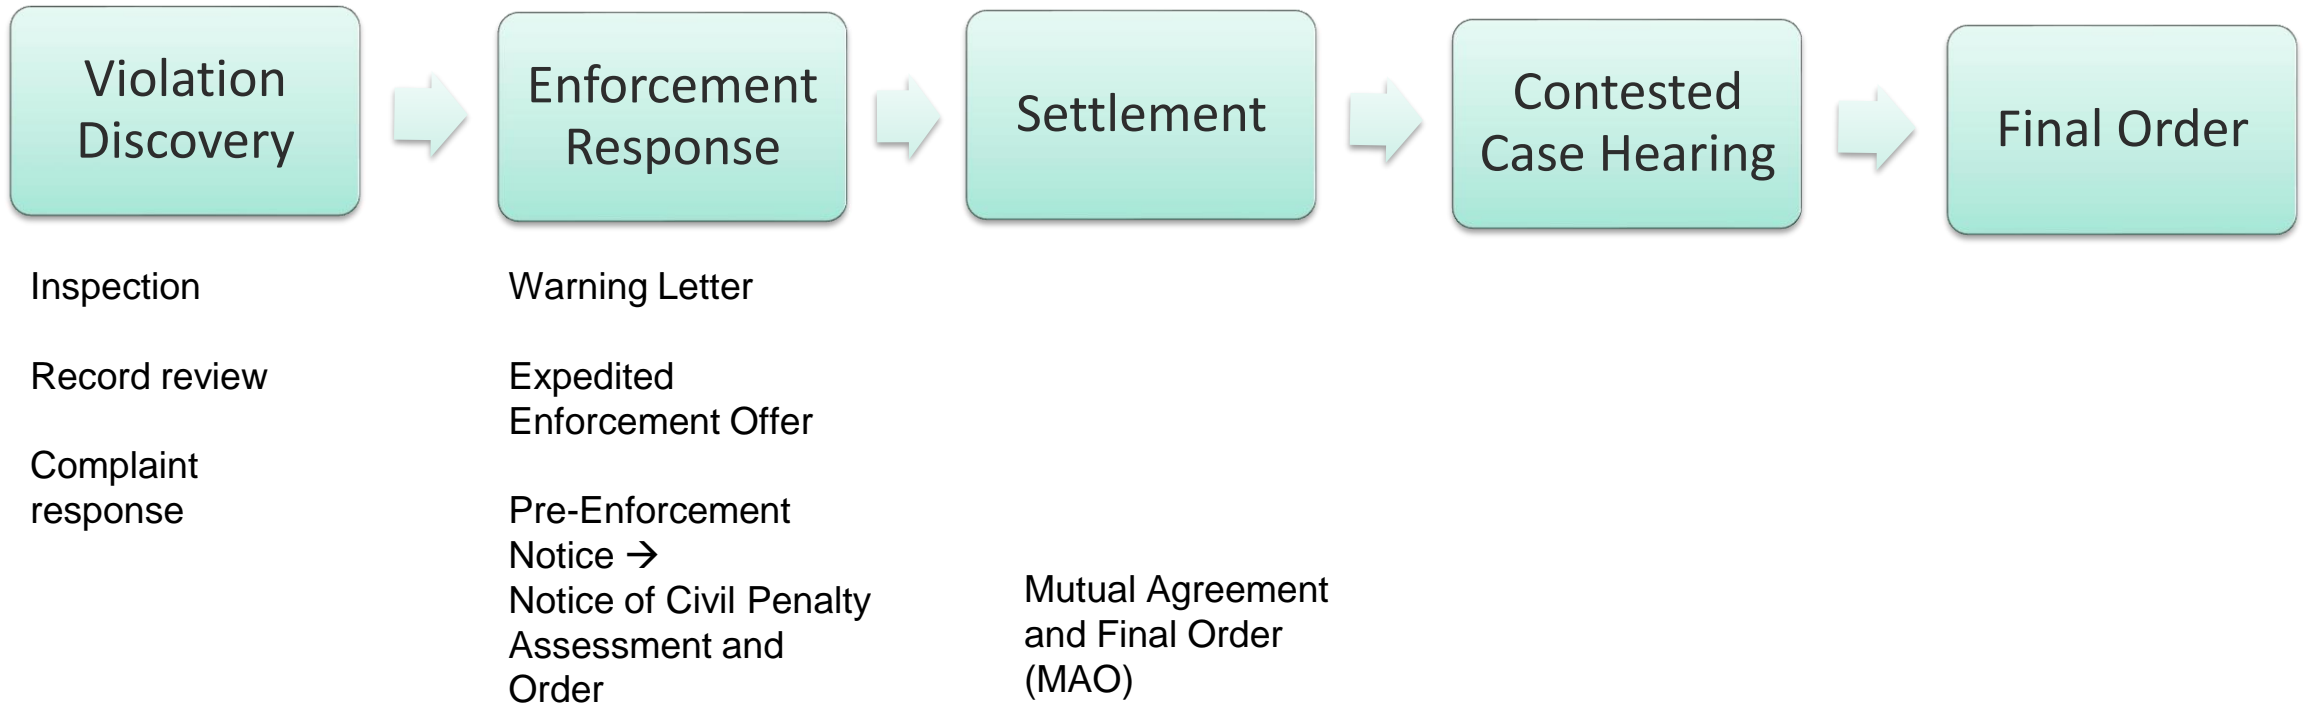 Violation
Discovery
Enforcement
Response
Settlement
Contested
Case Hearing
Final Order
Inspection
Record review
Complaint
response
Warning Letter
Expedited
Enforcement Offer
Pre-Enforcement
Notice →
Notice of Civil Penalty
Assessment and
Order
Mutual Agreement
and Final Order
(MAO)